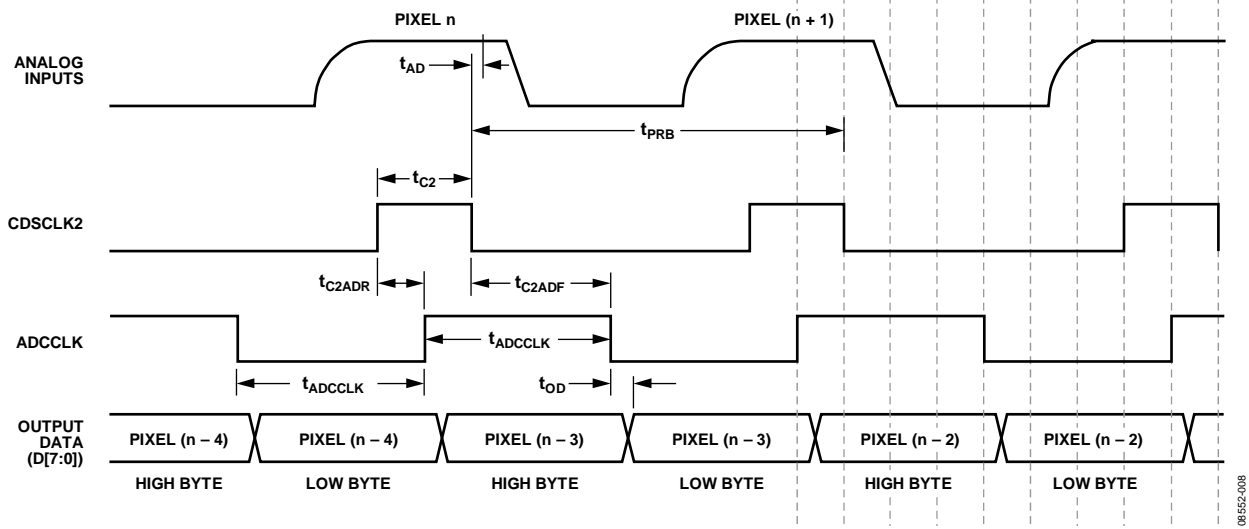 PIXEL n
PIXEL (n + 1)
ANALOG
INPUTS
tAD
tPRB
tC2
CDSCLK2
tC2ADR
tC2ADF
ADCCLK
tADCCLK
tADCCLK
tOD
OUTPUT
DATA
(D[7:0])
PIXEL (n – 4)
PIXEL (n – 4)
PIXEL (n – 3)
PIXEL (n – 3)
PIXEL (n – 2)
PIXEL (n – 2)
HIGH BYTE
LOW BYTE
HIGH BYTE
LOW BYTE
HIGH BYTE
LOW BYTE
08552-008